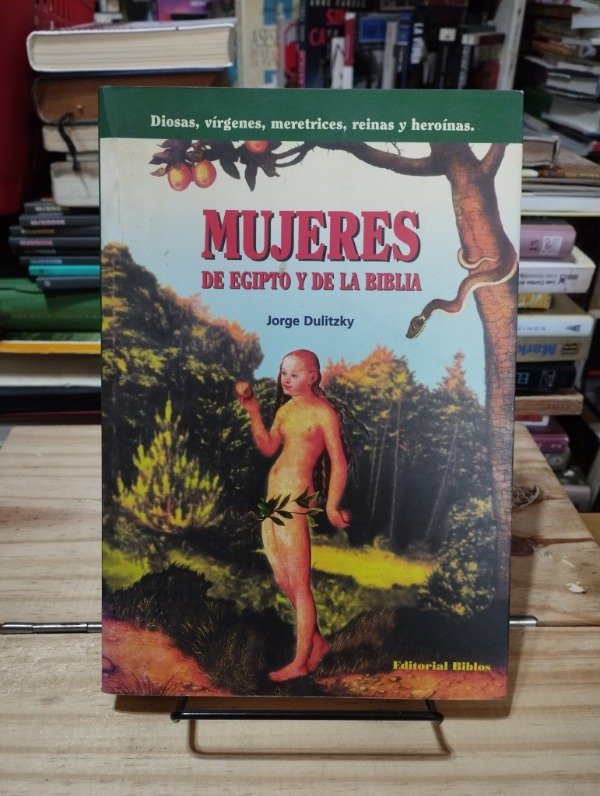 Diosas, vírgenes, meretrices, reinas y heroínas.
MUJERES
DE EGIPTO Y DE LA BIBLIA
Jorge Dulitzky
Editorial Biblos